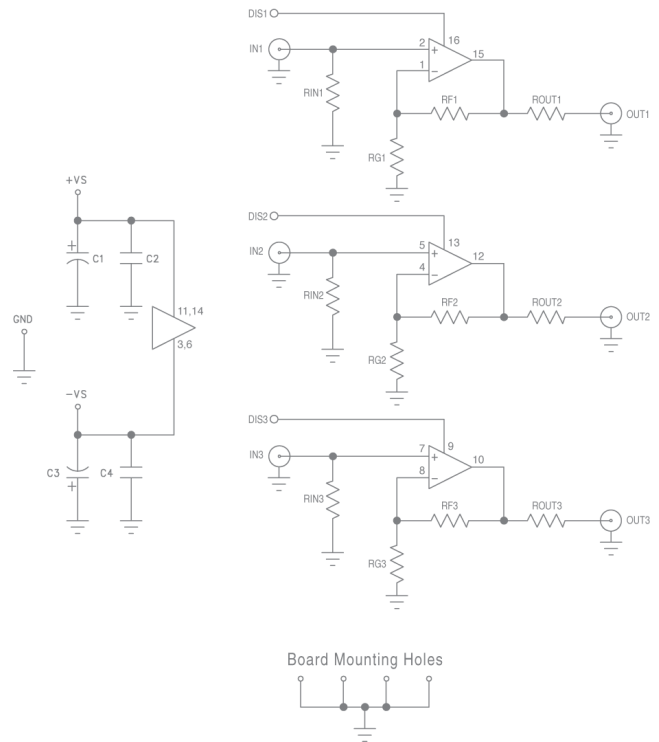 DIS1
16
IN1
2
+
15
1
−
RIN1
RF1
ROUT1
OUT1
RG1
+VS
+
C1
C2
11,14
GND
3,6
−VS
C3
+
C4
DIS2
13
IN2
5
+
12
4
−
RIN2
RF2
ROUT2
OUT2
RG2
DIS3
9
IN3
7
+
10
8
−
RIN3
RF3
ROUT3
OUT3
RG3
Board Mounting Holes